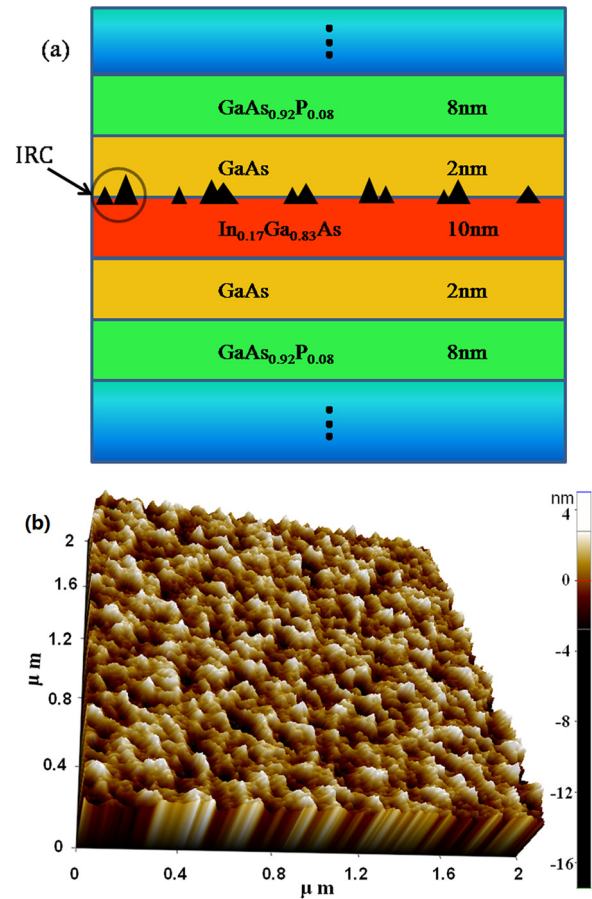 (a)
GaAs₀.₉₂P₀.₀₈ 8nm
IRC
GaAs 2nm
In₀.₁₇Ga₀.₈₃As 10nm
GaAs 2nm
GaAs₀.₉₂P₀.₀₈ 8nm
(b)
nm
4
0
-4
-8
-12
-16
2
1.6
1.2
0.8
0.4
0
μ m
0 0.4 0.8 1.2 1.6 2
μ m